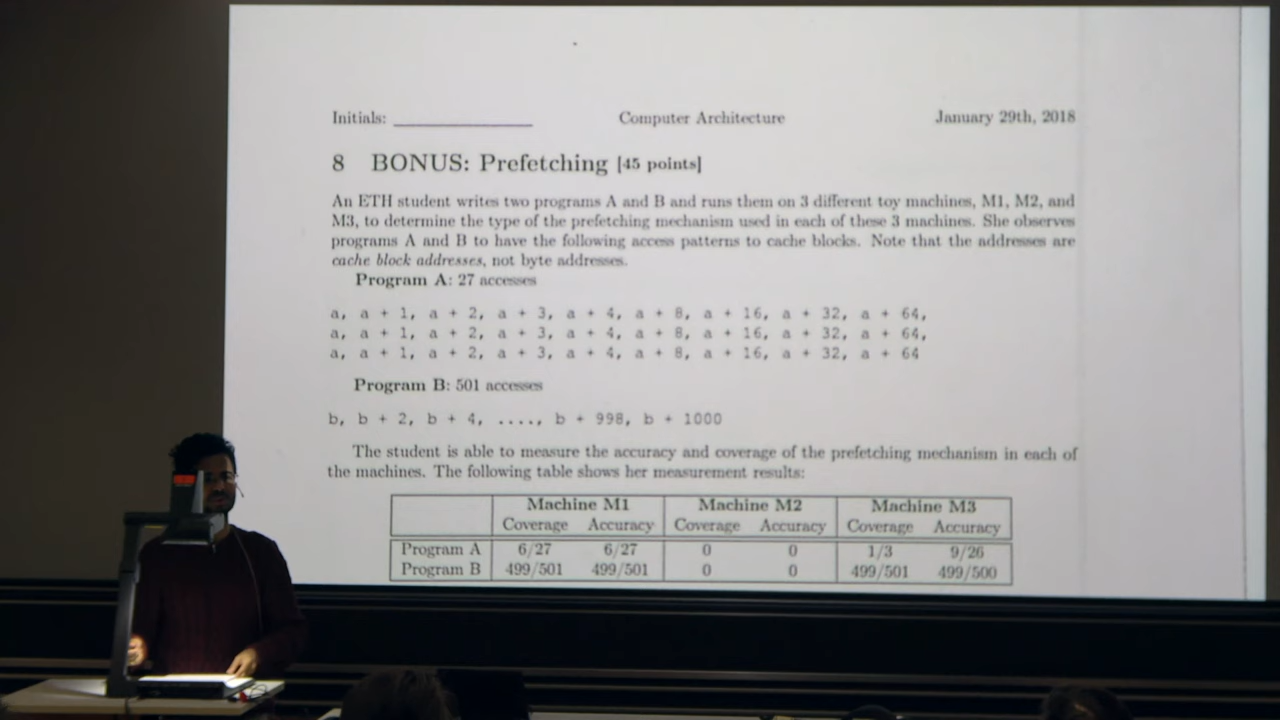 Initials: ____________ Computer Architecture January 29th, 2018
8 BONUS: Prefetching [45 points]
An ETH student writes two programs A and B and runs them on 3 different toy machines, M1, M2, and
M3, to determine the type of the prefetching mechanism used in each of these 3 machines. She observes
programs A and B to have the following access patterns to cache blocks. Note that the addresses are
cache block addresses, not byte addresses.
Program A: 27 accesses
a, a + 1, a + 2, a + 3, a + 4, a + 8, a + 16, a + 32, a + 64,
a, a + 1, a + 2, a + 3, a + 4, a + 8, a + 16, a + 32, a + 64,
a, a + 1, a + 2, a + 3, a + 4, a + 8, a + 16, a + 32, a + 64
Program B: 501 accesses
b, b + 2, b + 4, ...., b + 998, b + 1000
The student is able to measure the accuracy and coverage of the prefetching mechanism in each of
the machines. The following table shows her measurement results:
Machine M1 Machine M2 Machine M3
Coverage Accuracy Coverage Accuracy Coverage Accuracy
Program A 6/27 6/27 0 0 1/3 9/26
Program B 499/501 499/501 0 0 499/501 499/500